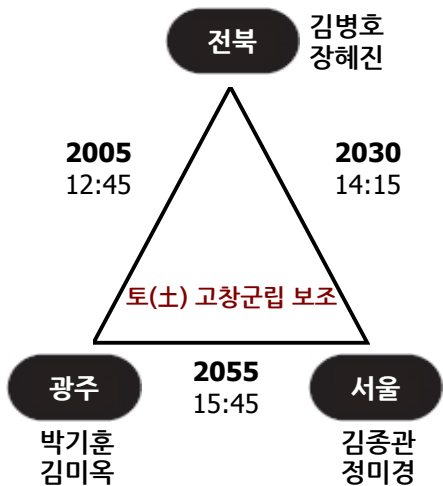 전북
김병호
장혜진
2005
12:45
2030
14:15
토(土) 고창군립 보조
광주
2055
15:45
서울
박기훈
김미옥
김종관
정미경